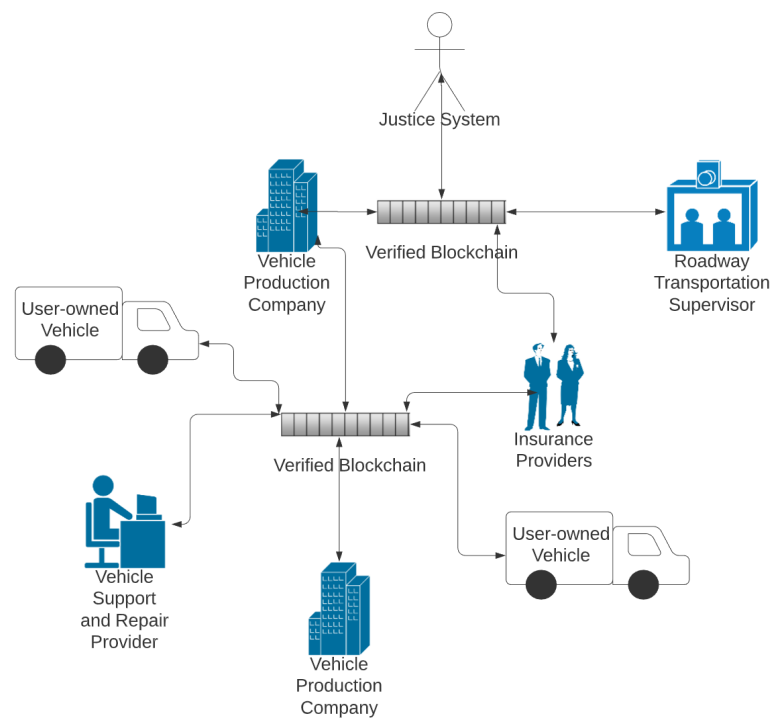 Justice System
Verified Blockchain
Vehicle
Production
Company
Roadway
Transportation
Supervisor
User-owned
Vehicle
Insurance
Providers
Verified Blockchain
User-owned
Vehicle
Vehicle
Support
and Repair
Provider
Vehicle
Production
Company